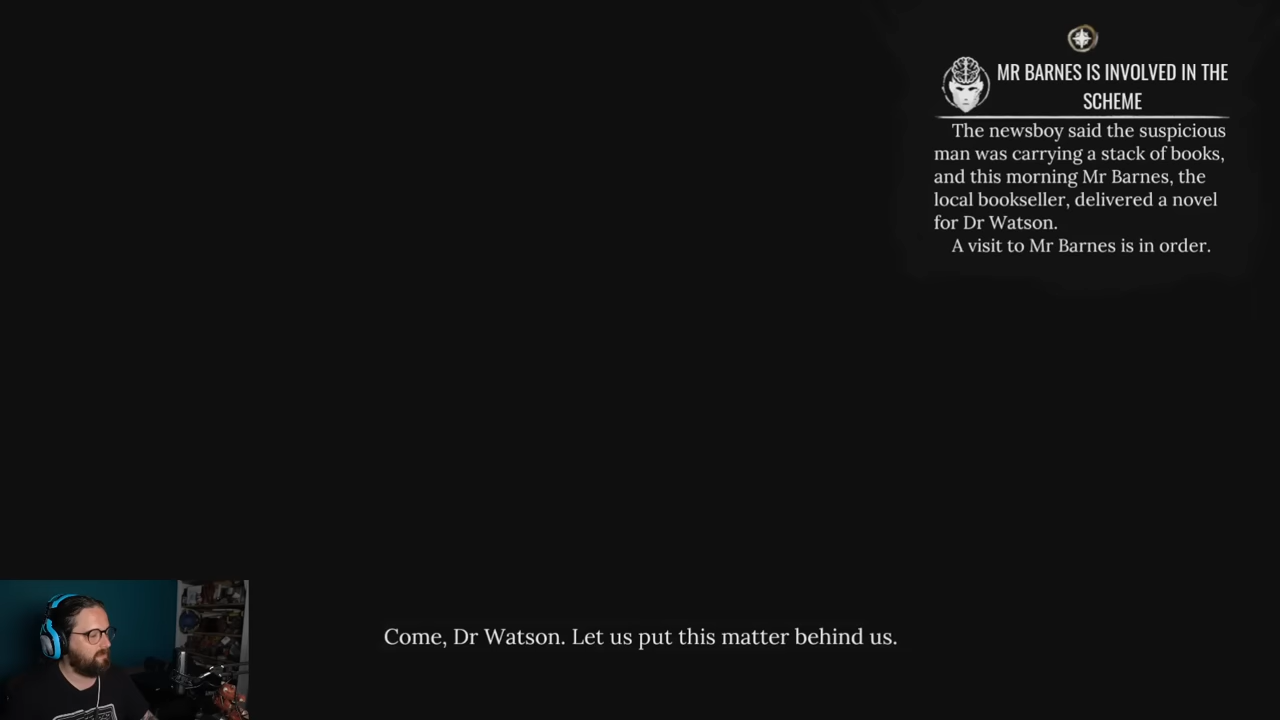 MR BARNES IS INVOLVED IN THE
SCHEME
The newsboy said the suspicious
man was carrying a stack of books,
and this morning Mr Barnes, the
local bookseller, delivered a novel
for Dr Watson.
A visit to Mr Barnes is in order.
Come, Dr Watson. Let us put this matter behind us.